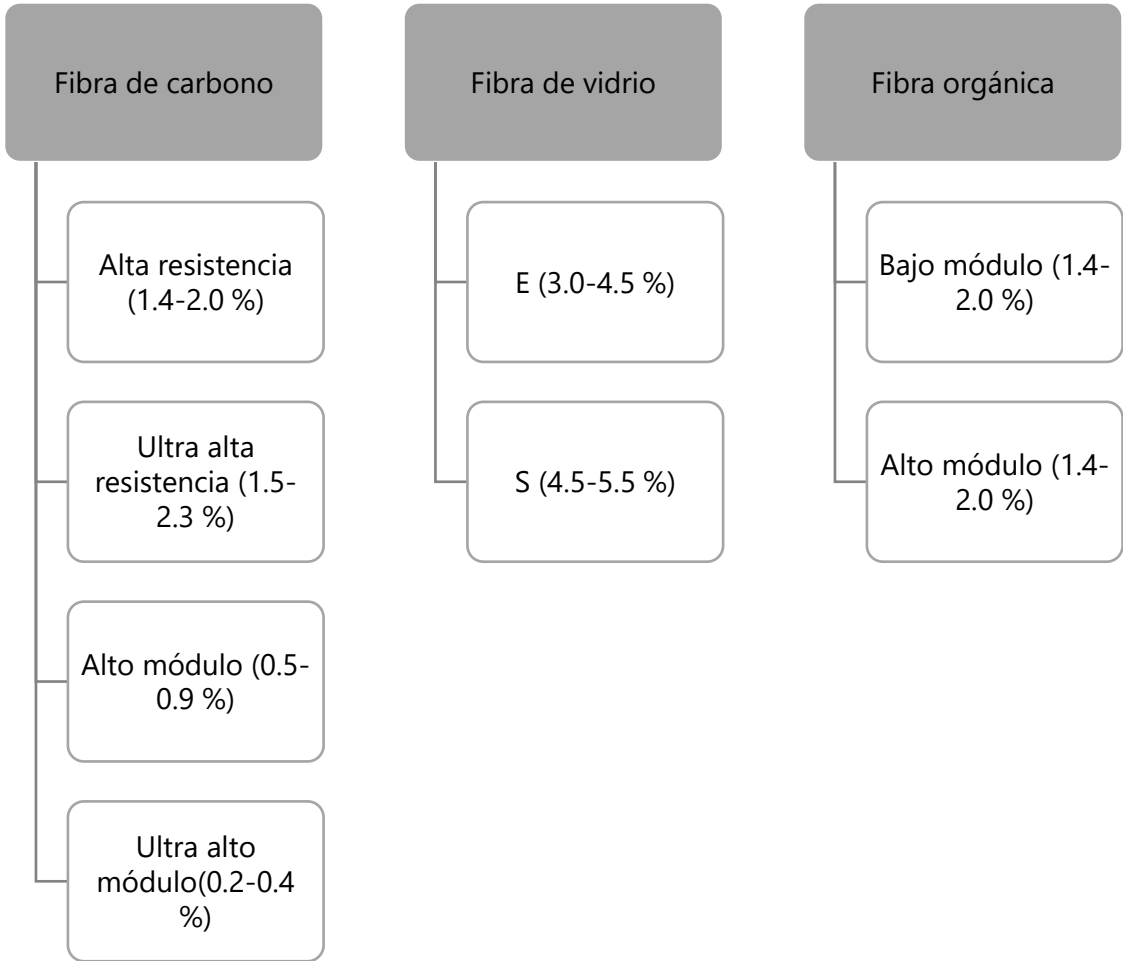 Fibra de carbono
Alta resistencia
(1.4-2.0 %)
Ultra alta
resistencia (1.5-
2.3 %)
Alto módulo (0.5-
0.9 %)
Ultra alto
módulo(0.2-0.4
%)
Fibra de vidrio
E (3.0-4.5 %)
S (4.5-5.5 %)
Fibra orgánica
Bajo módulo (1.4-
2.0 %)
Alto módulo (1.4-
2.0 %)